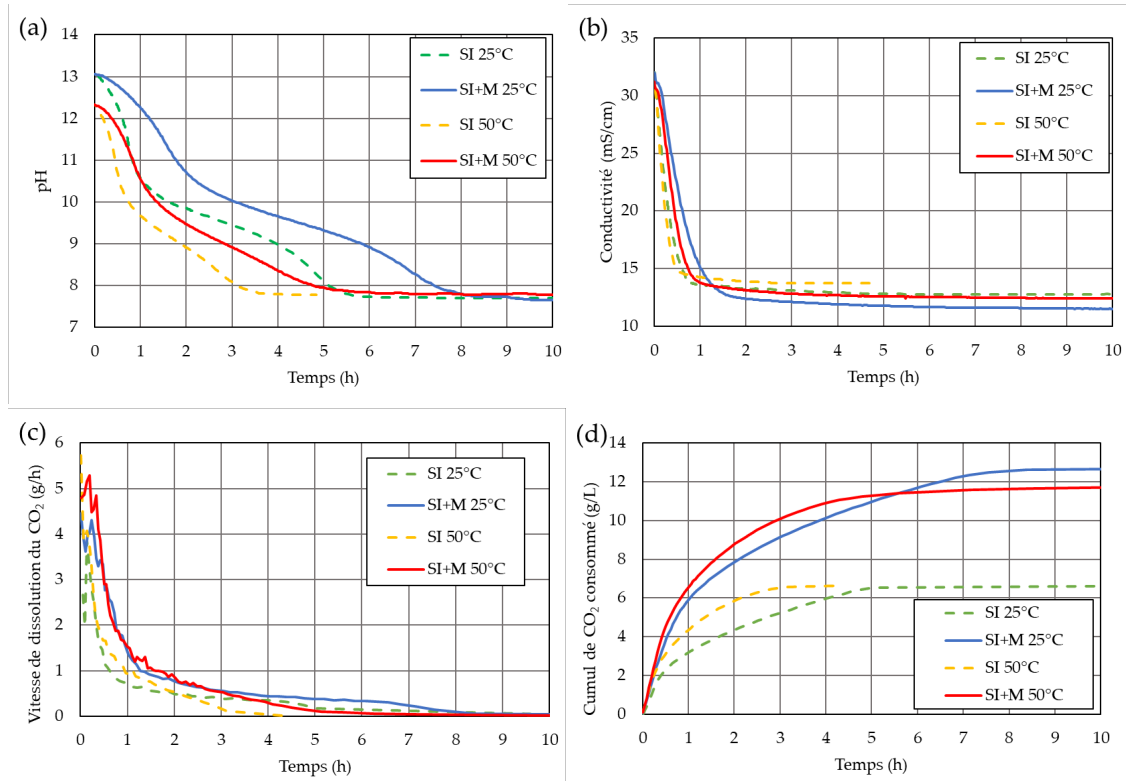 (a)
pH
13
12
11
10
9
8
7
0 1 2 3 4 5 6 7 8 9 10
Temps (h)
SI 25°C
SI+M 25°C
SI 50°C
SI+M 50°C
(b)
Conductivité (mS/cm)
35
30
25
20
15
10
0 1 2 3 4 5 6 7 8 9 10
Temps (h)
SI 25°C
SI+M 25°C
SI 50°C
SI+M 50°C
(c)
Vitesse de dissolution du CO₂ (g/h)
6
5
4
3
2
1
0
0 1 2 3 4 5 6 7 8 9 10
Temps (h)
SI 25°C
SI+M 25°C
SI 50°C
SI+M 50°C
(d)
Cumul de CO₂ consommé (g/L)
14
12
10
8
6
4
2
0
0 1 2 3 4 5 6 7 8 9 10
Temps (h)
SI 25°C
SI+M 25°C
SI 50°C
SI+M 50°C